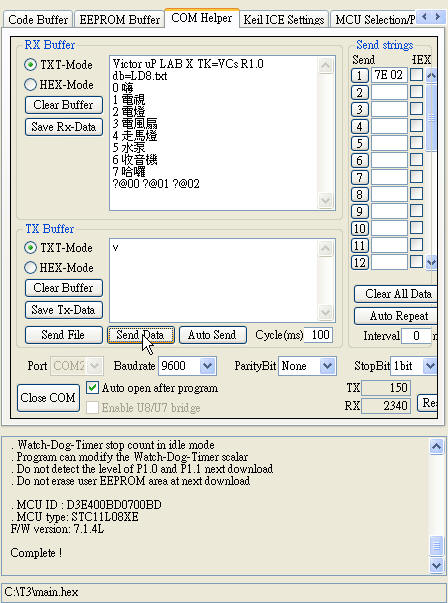 Code Buffer EEPROM Buffer COM Helper Keil ICE Settings MCU Selection/P
RX Buffer
TXT-Mode
HEX-Mode
Clear Buffer
Save Rx-Data
Victor uP LAB X TK=VCs R1.0
db=LD8.txt
0 嗨
1 電視
2 電燈
3 電風扇
4 走馬燈
5 水泵
6 收音機
7 哈囉
?@00 ?@01 ?@02
Send strings
Send HEX
1 7E 02
2
3
4
5
6
7
8
9
10
11
12
TX Buffer
TXT-Mode
HEX-Mode
Clear Buffer
Save Tx-Data
v
Send File Send Data Auto Send Cycle(ms) 100
Clear All Data
Auto Repeat
Interval 0
Port COM2 Baudrate 9600 ParityBit None StopBit 1bit
Close COM
Auto open after program
Enable U8/U7 bridge
TX 150
RX 2340 Res
. Watch-Dog-Timer stop count in idle mode
. Program can modify the Watch-Dog-Timer scalar
. Do not detect the level of P1.0 and P1.1 next download
. Do not erase user EEPROM area at next download
. MCU ID : D3E400BD0700BD
. MCU type: STC11L08XE
F/W version: 7.1.4L
Complete !
C:\T3\main.hex